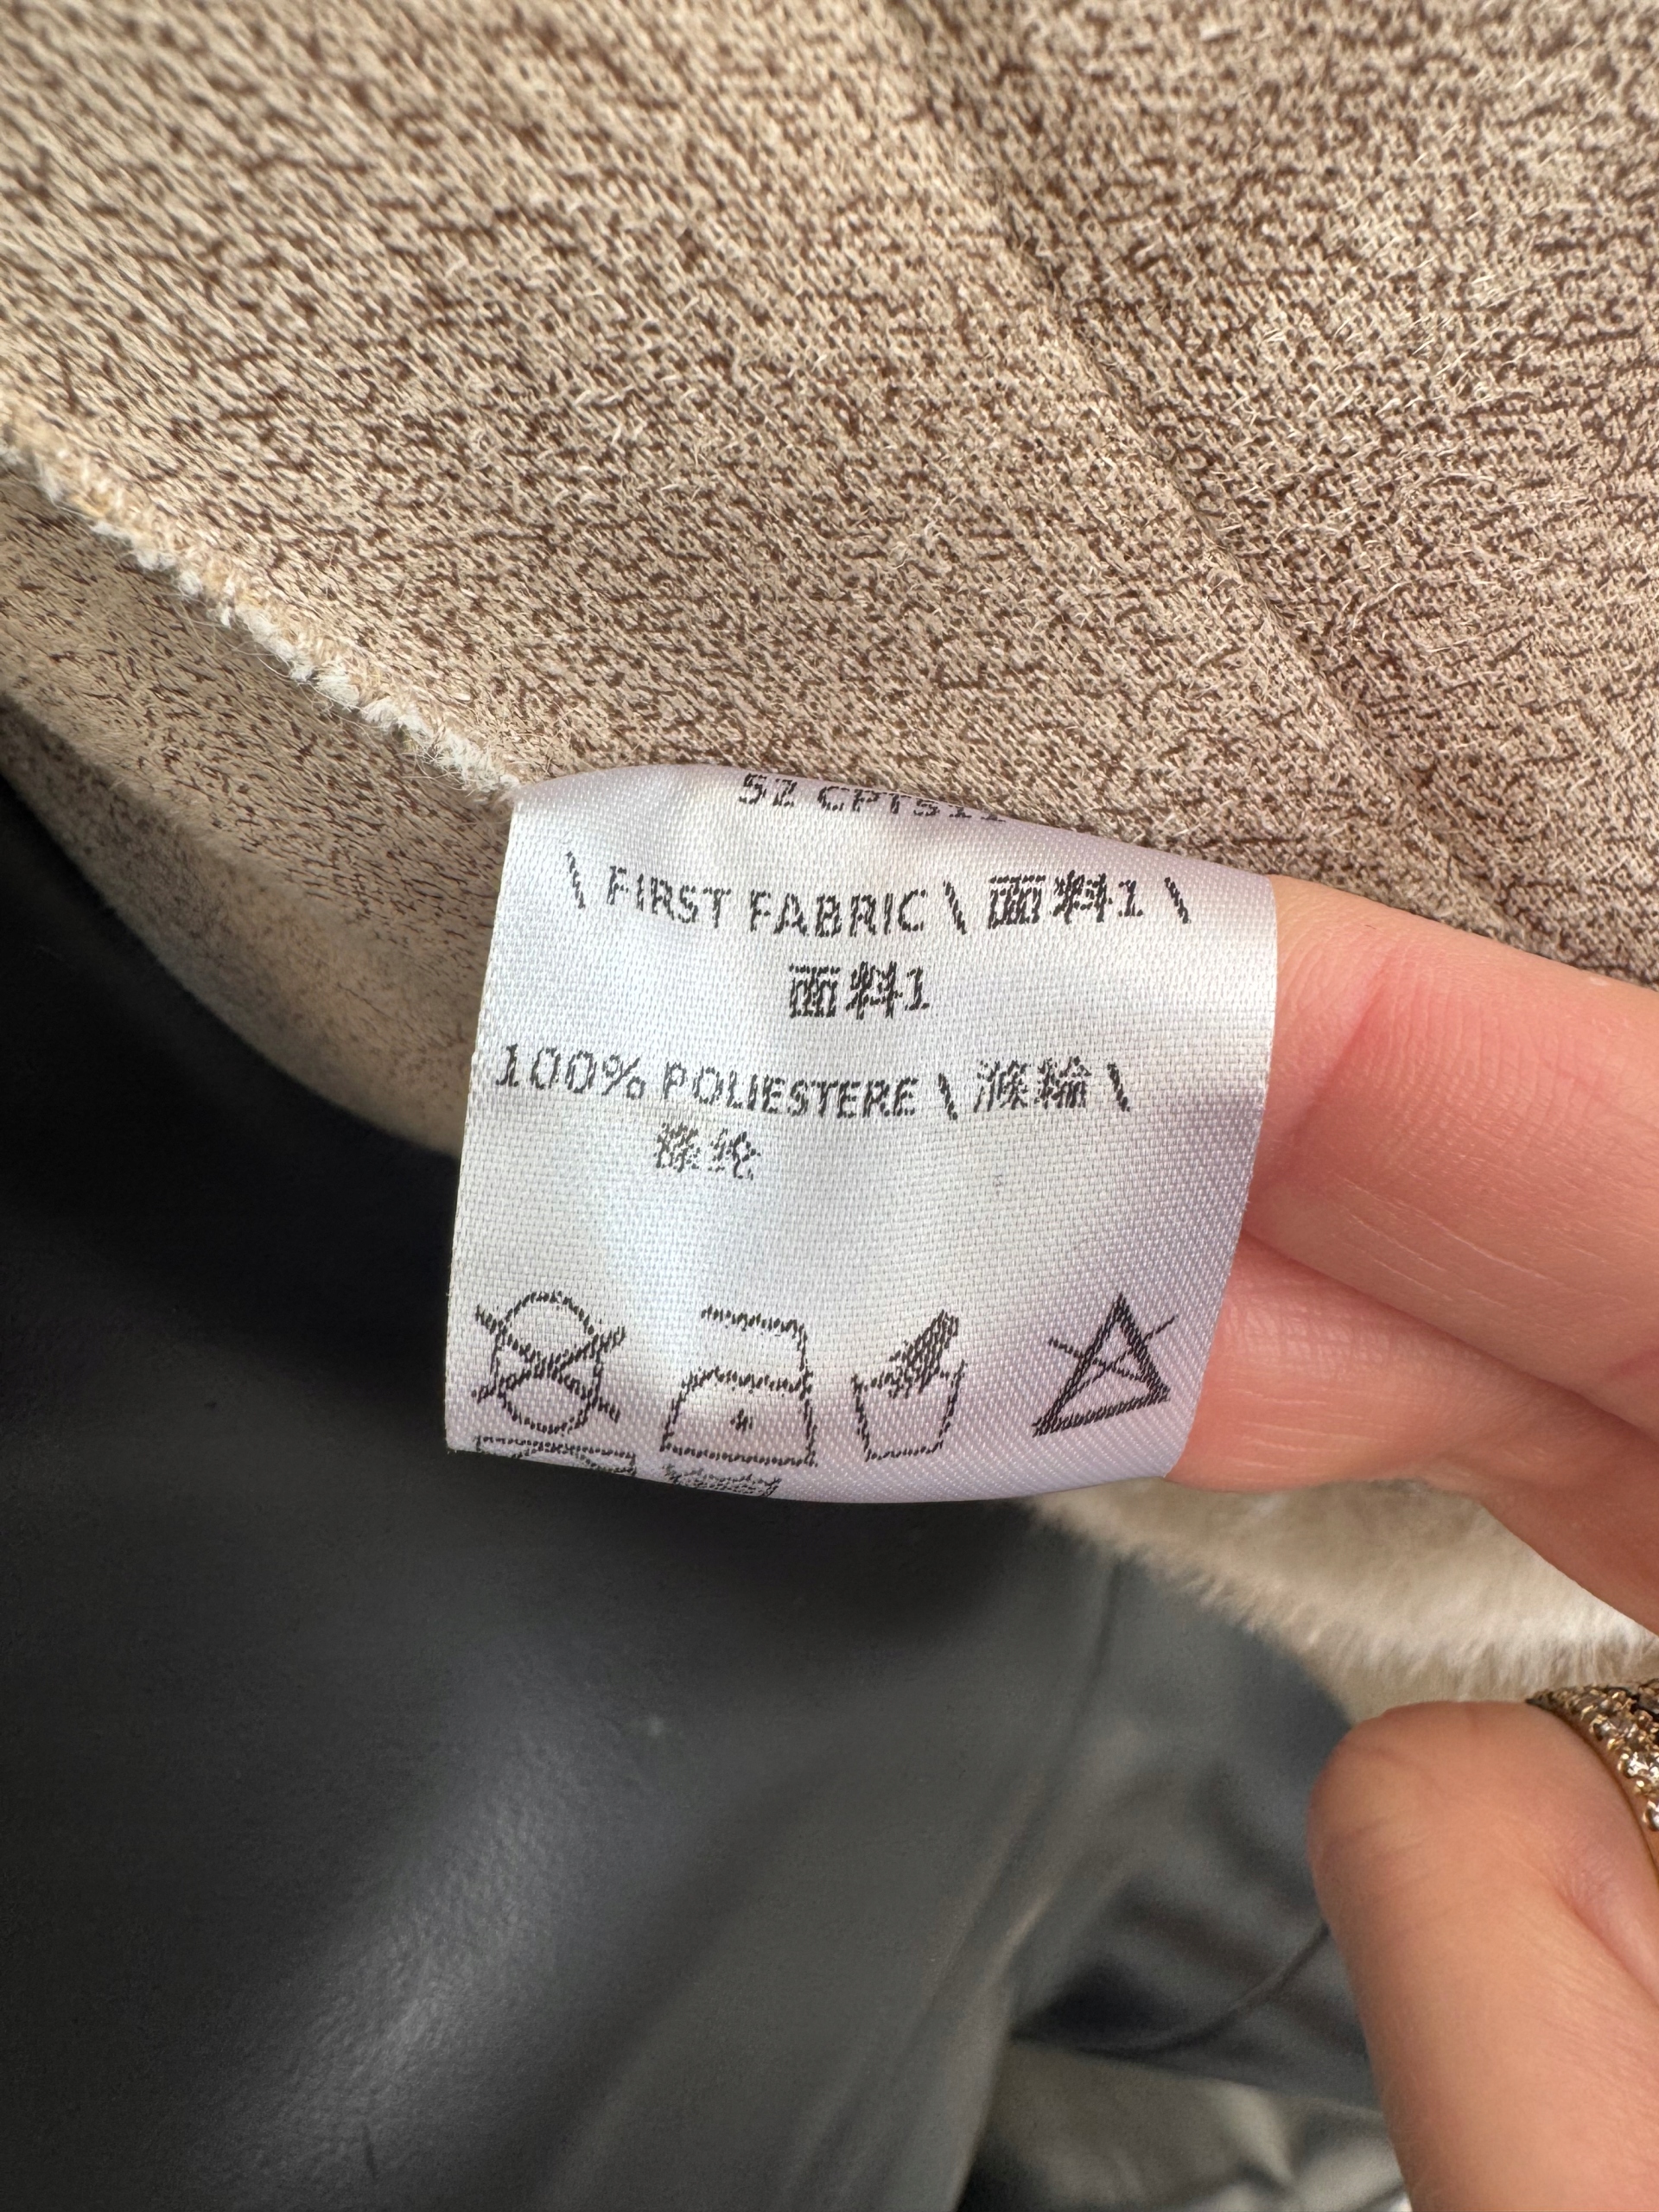 \ FIRST FABRIC \ 面料1 \
面料1
100% POLIESTERE \ 滌綸 \
涤纶